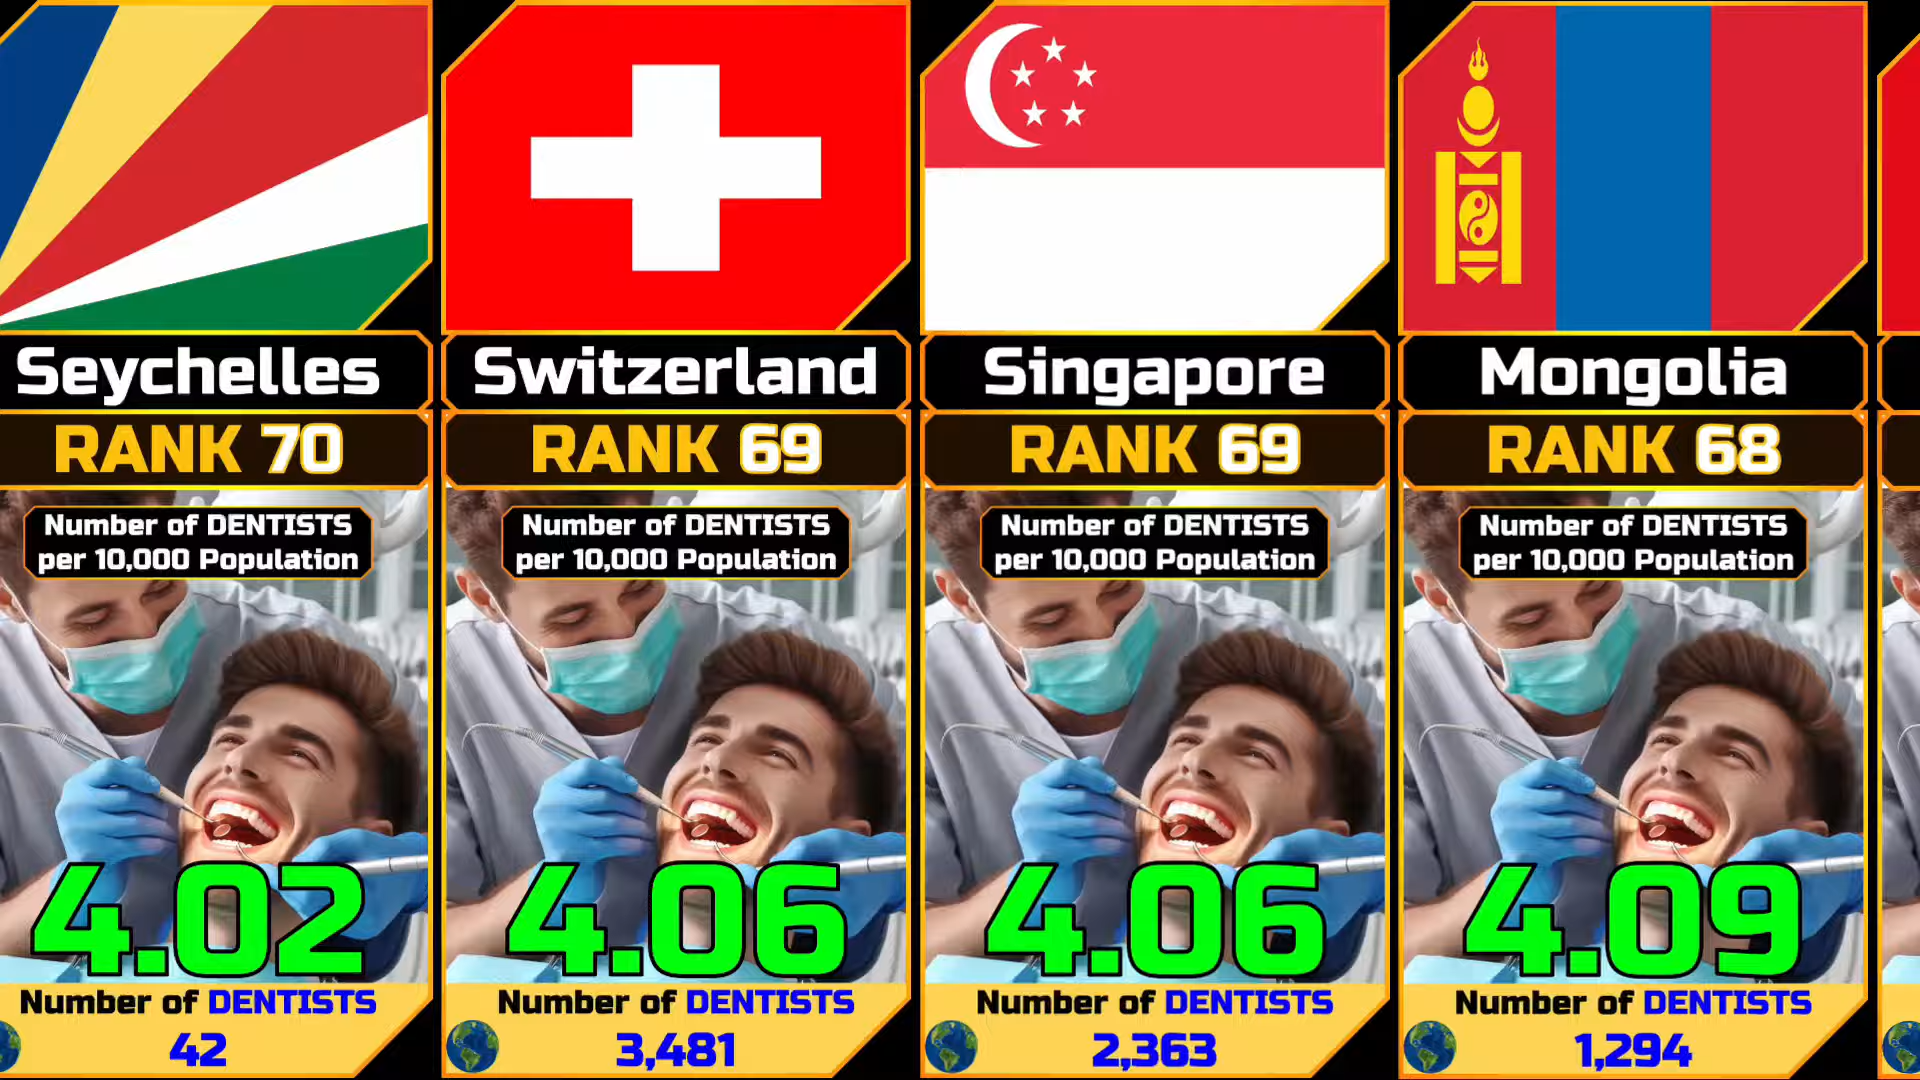 Seychelles
RANK 70
Number of DENTISTS
per 10,000 Population
4.02
Number of DENTISTS
42
Switzerland
RANK 69
Number of DENTISTS
per 10,000 Population
4.06
Number of DENTISTS
3,481
Singapore
RANK 69
Number of DENTISTS
per 10,000 Population
4.06
Number of DENTISTS
2,363
Mongolia
RANK 68
Number of DENTISTS
per 10,000 Population
4.09
Number of DENTISTS
1,294